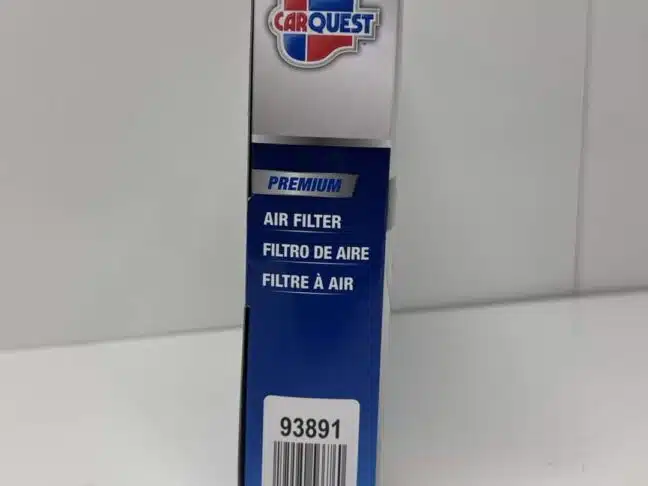 CARQUEST
PREMIUM
AIR FILTER
FILTRO DE AIRE
FILTRE À AIR
93891